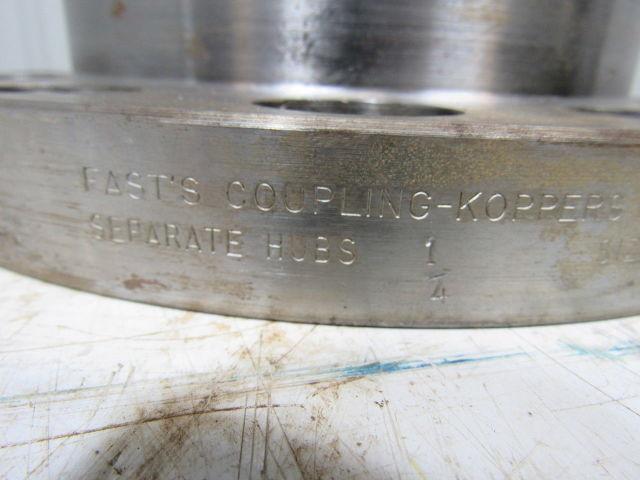 FAST'S COUPLING-KOPPERS
SEPARATE HUBS 1
4